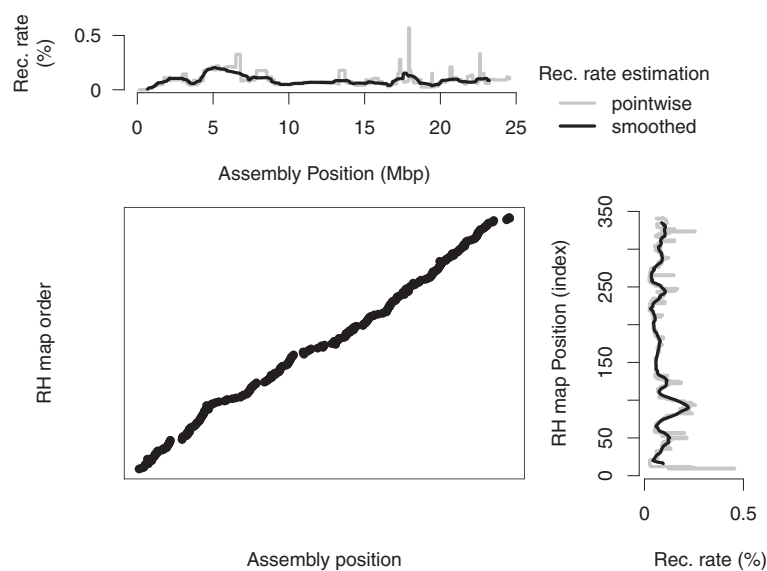 Rec. rate
(%)
0.5
0
0 5 10 15 20 25
Assembly Position (Mbp)
Rec. rate estimation
pointwise
smoothed
RH map order
Assembly position
RH map Position (index)
350
250
150
50
0
0 0.5
Rec. rate (%)